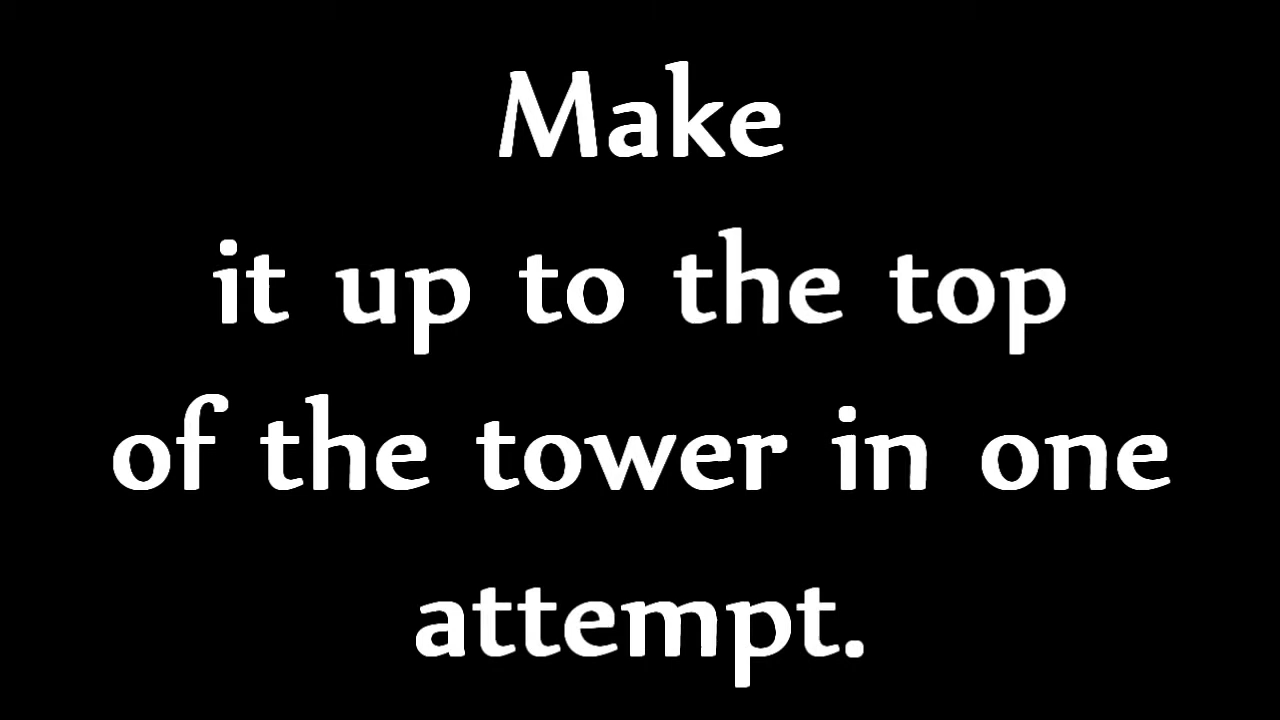 Make
it up to the top
of the tower in one
attempt.